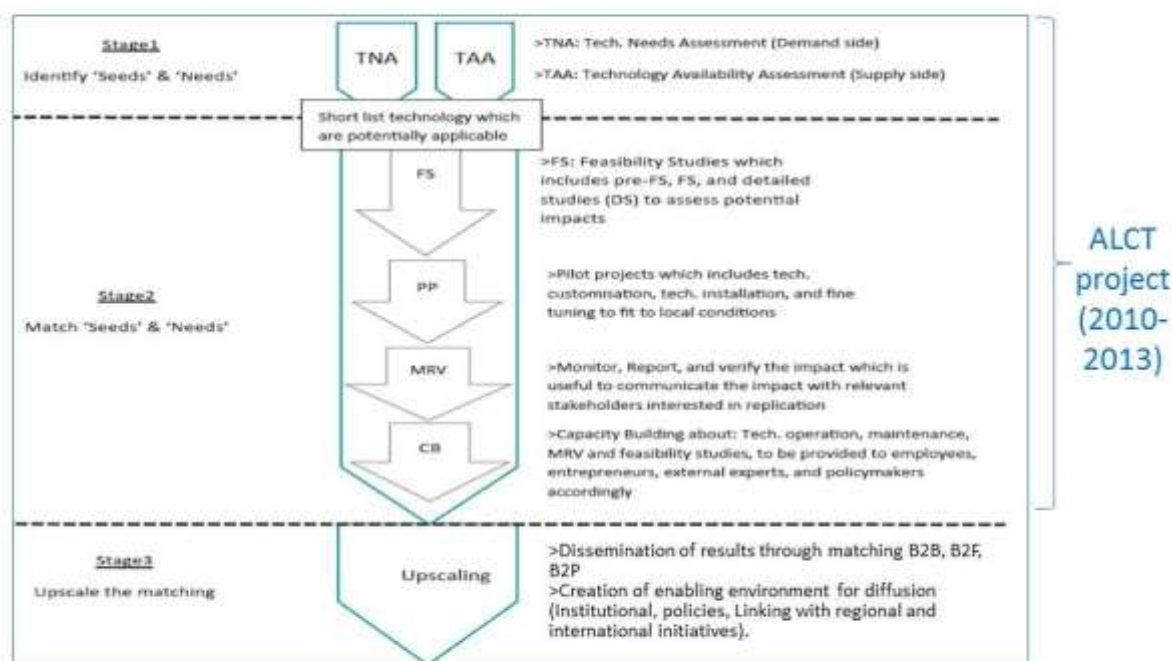 Stage1
Identify 'Seeds' & 'Needs'
TNA
TAA
>TNA: Tech. Needs Assessment (Demand side)
>TAA: Technology Availability Assessment (Supply side)
Short list technology which
are potentially applicable
FS
>FS: Feasibility Studies which
includes pre-FS, FS, and detailed
studies (DS) to assess potential
impacts
Stage2
Match 'Seeds' & 'Needs'
PP
>Pilot projects which includes tech.
customisation, tech. installation, and fine
tuning to fit to local conditions
MRV
>Monitor, Report, and verify the impact which is
useful to communicate the impact with relevant
stakeholders interested in replication
CB
>Capacity Building about: Tech. operation, maintenance,
MRV and feasibility studies, to be provided to employees,
entrepreneurs, external experts, and policymakers
accordingly
ALCT
project
(2010-
2013)
Stage3
Upscale the matching
Upscaling
>Dissemination of results through matching B2B, B2F,
B2P
>Creation of enabling environment for diffusion
(Institutional, policies, Linking with regional and
international initiatives).